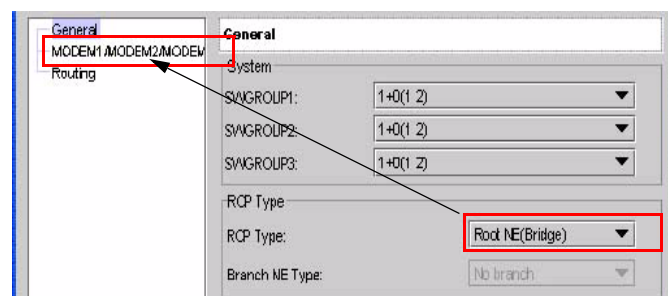 General
MODEM1/MODEM2/MODEM
Routing
General
System
SWGROUP1: 1+0(1 2)
SWGROUP2: 1+0(1 2)
SWGROUP3: 1+0(1 2)
RCP Type
RCP Type: Root NE(Bridge)
Branch NE Type: No branch